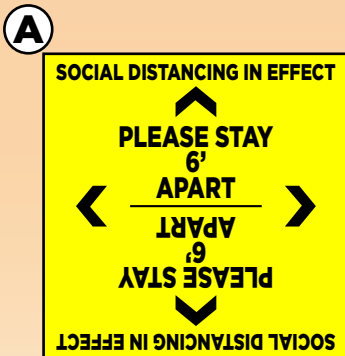 A
SOCIAL DISTANCING IN EFFECT
PLEASE STAY
6'
APART
APART
6'
PLEASE STAY
SOCIAL DISTANCING IN EFFECT